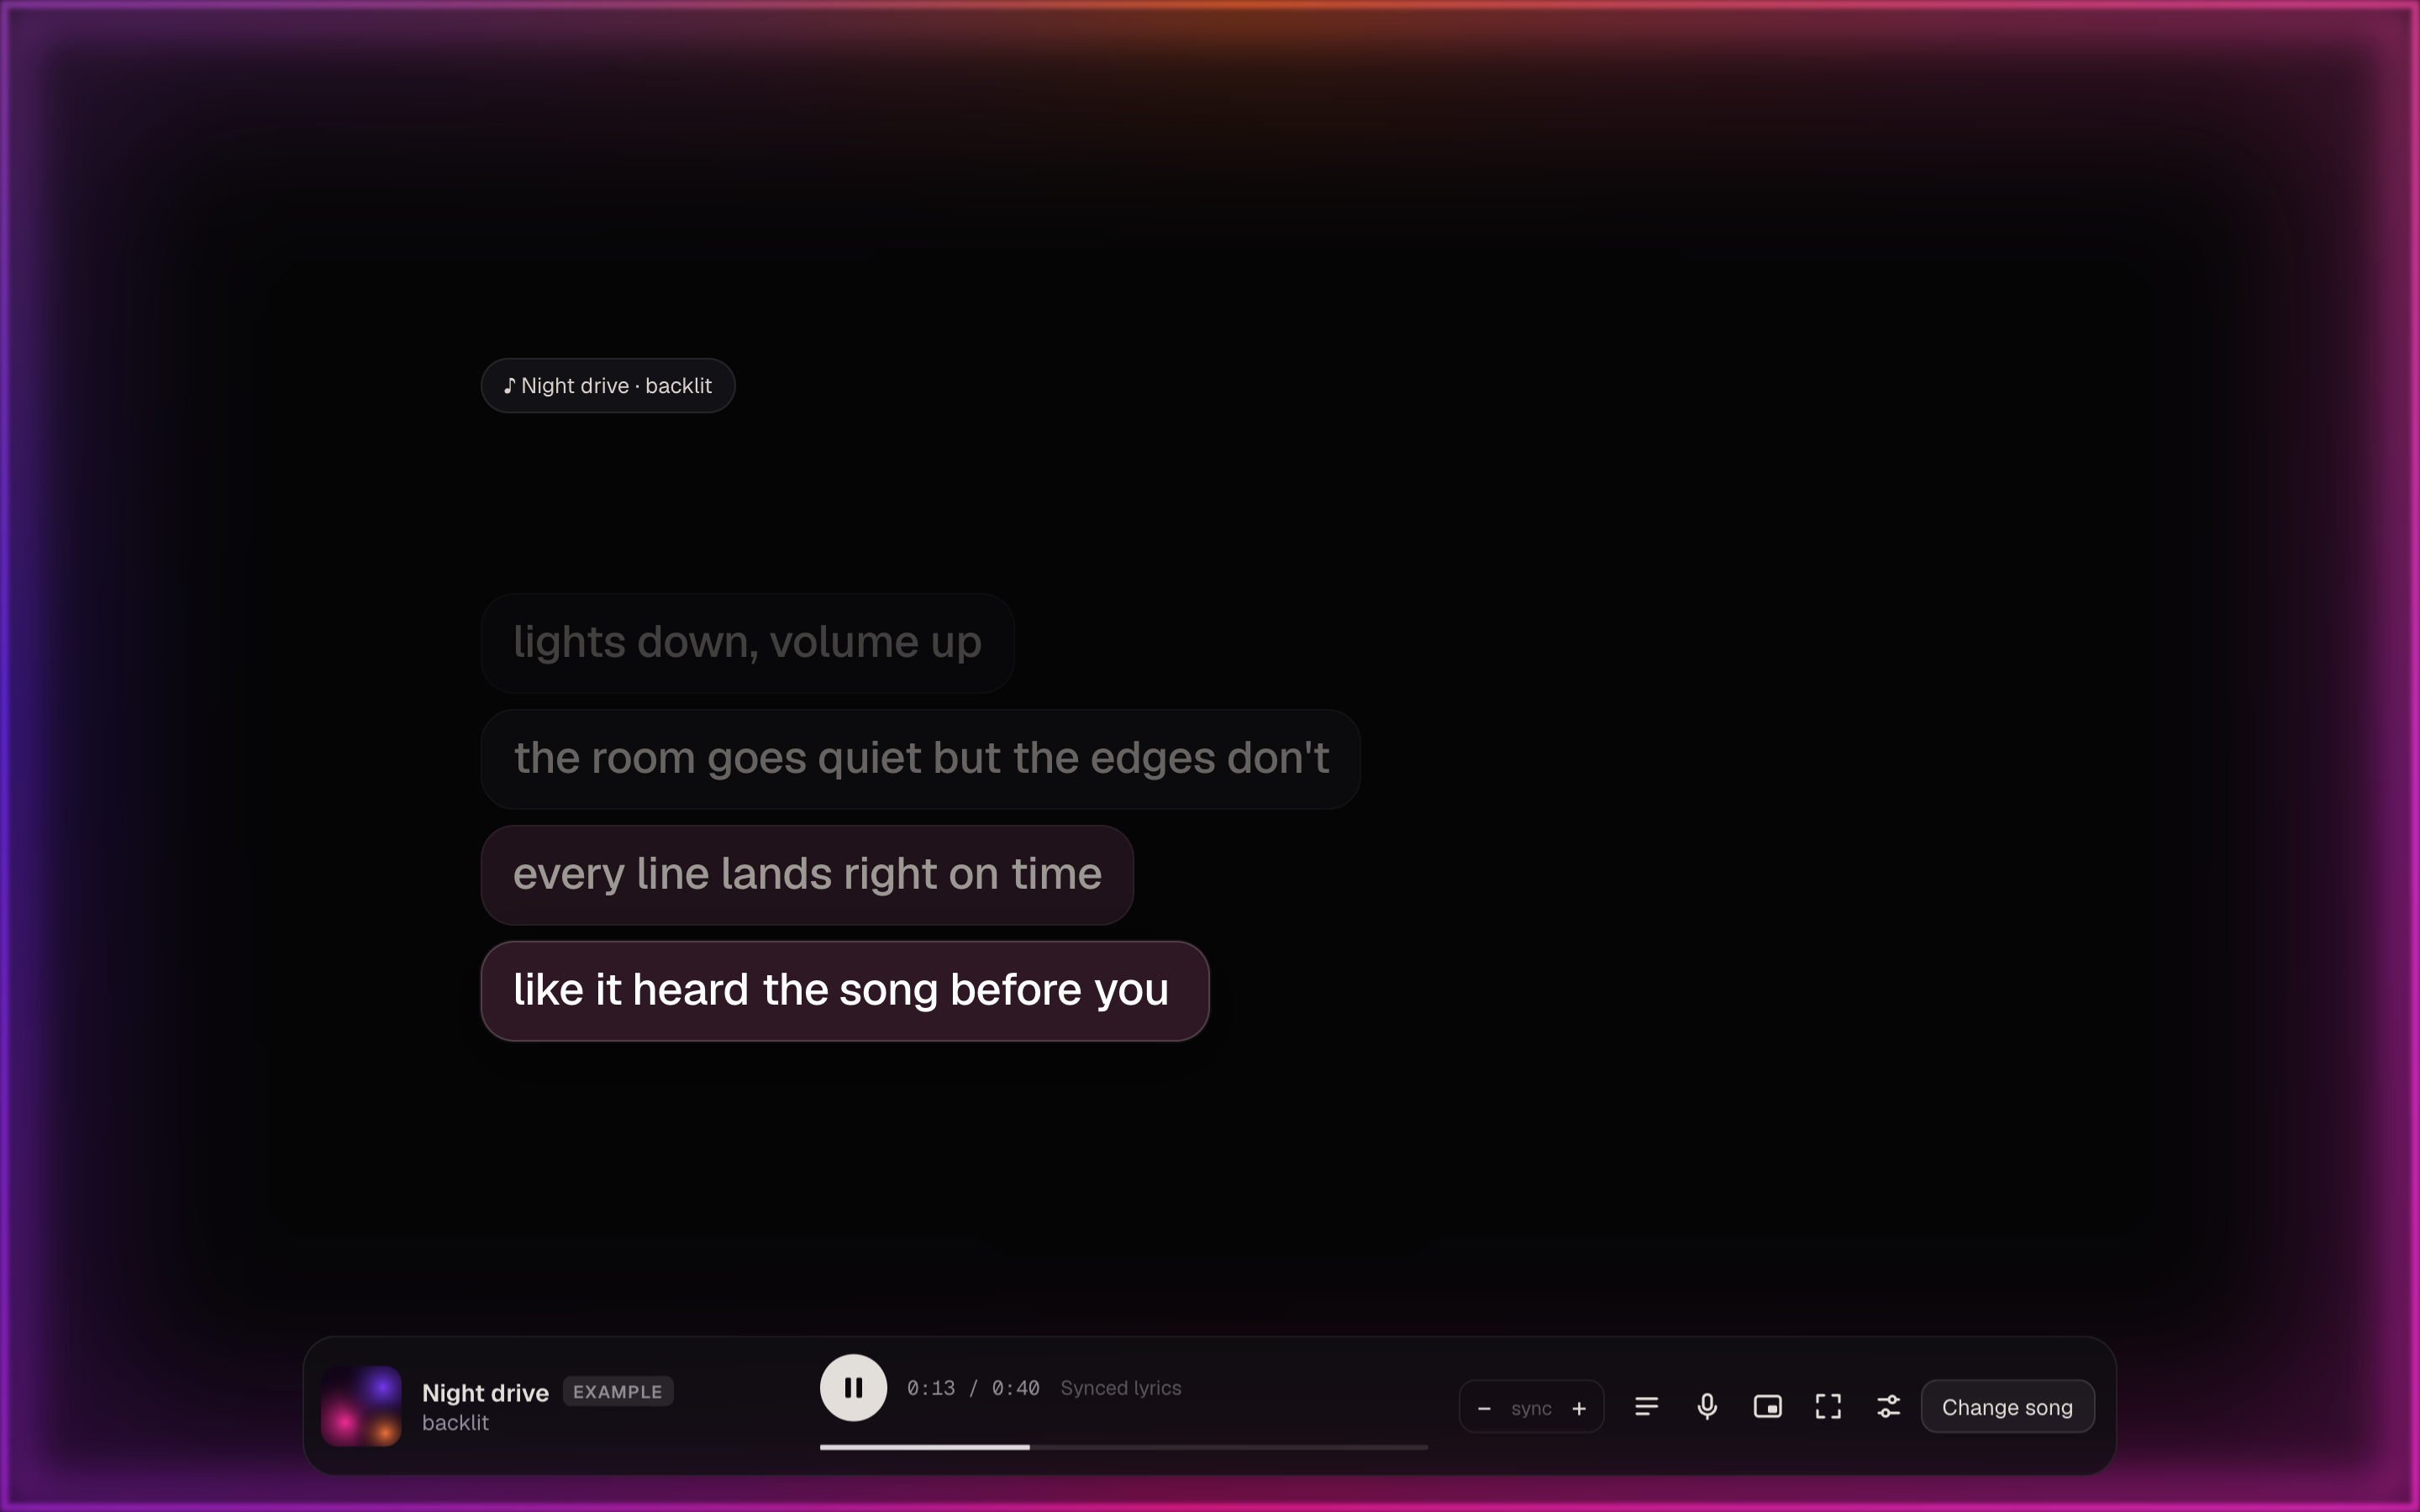 ♪ Night drive · backlit
lights down, volume up
the room goes quiet but the edges don't
every line lands right on time
like it heard the song before you
Night drive EXAMPLE
backlit
0:13 / 0:40 Synced lyrics
− sync +
Change song